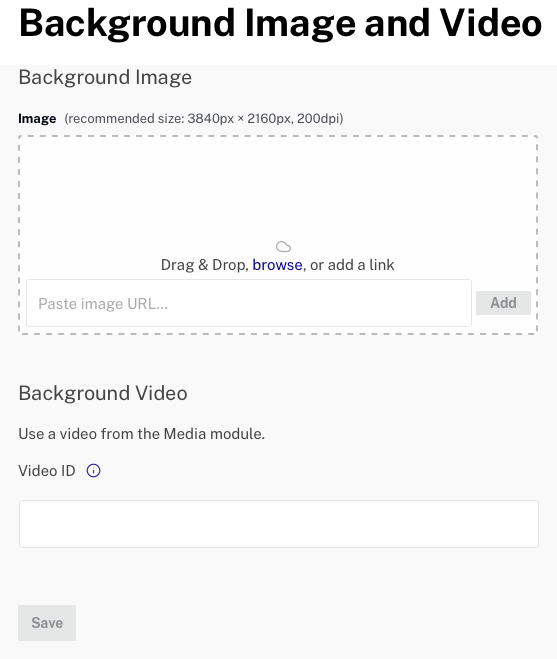 Background Image and Video
Background Image
Image (recommended size: 3840px × 2160px, 200dpi)
Drag & Drop, browse, or add a link
Paste image URL...
Add
Background Video
Use a video from the Media module.
Video ID
Save